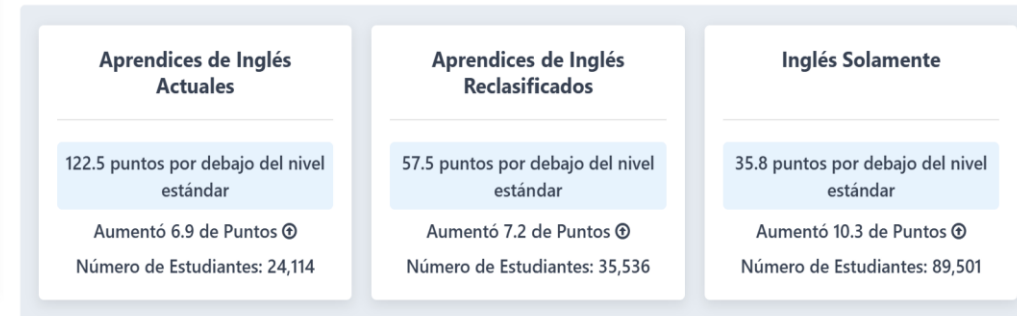 Aprendices de Inglés
Actuales
122.5 puntos por debajo del nivel
estándar
Aumentó 6.9 de Puntos
Número de Estudiantes: 24,114
Aprendices de Inglés
Reclasificados
57.5 puntos por debajo del nivel
estándar
Aumentó 7.2 de Puntos
Número de Estudiantes: 35,536
Inglés Solamente
35.8 puntos por debajo del nivel
estándar
Aumentó 10.3 de Puntos
Número de Estudiantes: 89,501